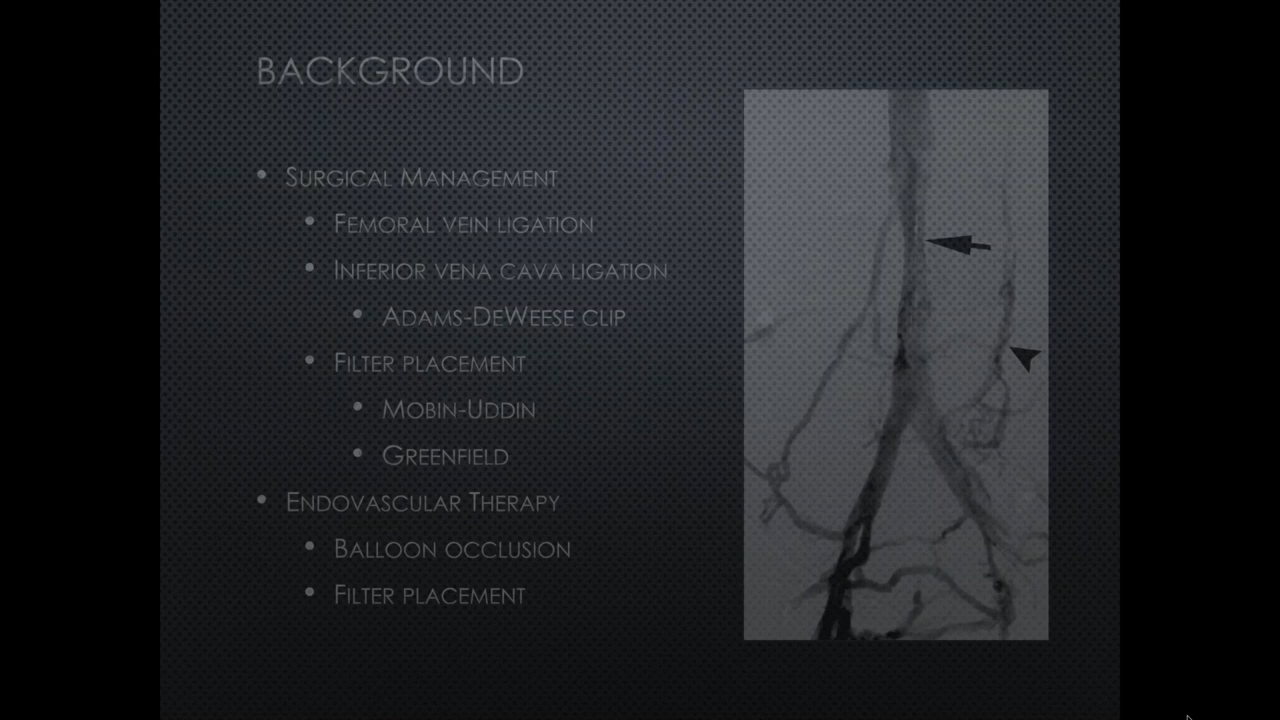 BACKGROUND
• SURGICAL MANAGEMENT
• FEMORAL VEIN LIGATION
• INFERIOR VENA CAVA LIGATION
• ADAMS-DEWEESE CLIP
• FILTER PLACEMENT
• MOBIN-UDDIN
• GREENFIELD
• ENDOVASCULAR THERAPY
• BALLOON OCCLUSION
• FILTER PLACEMENT